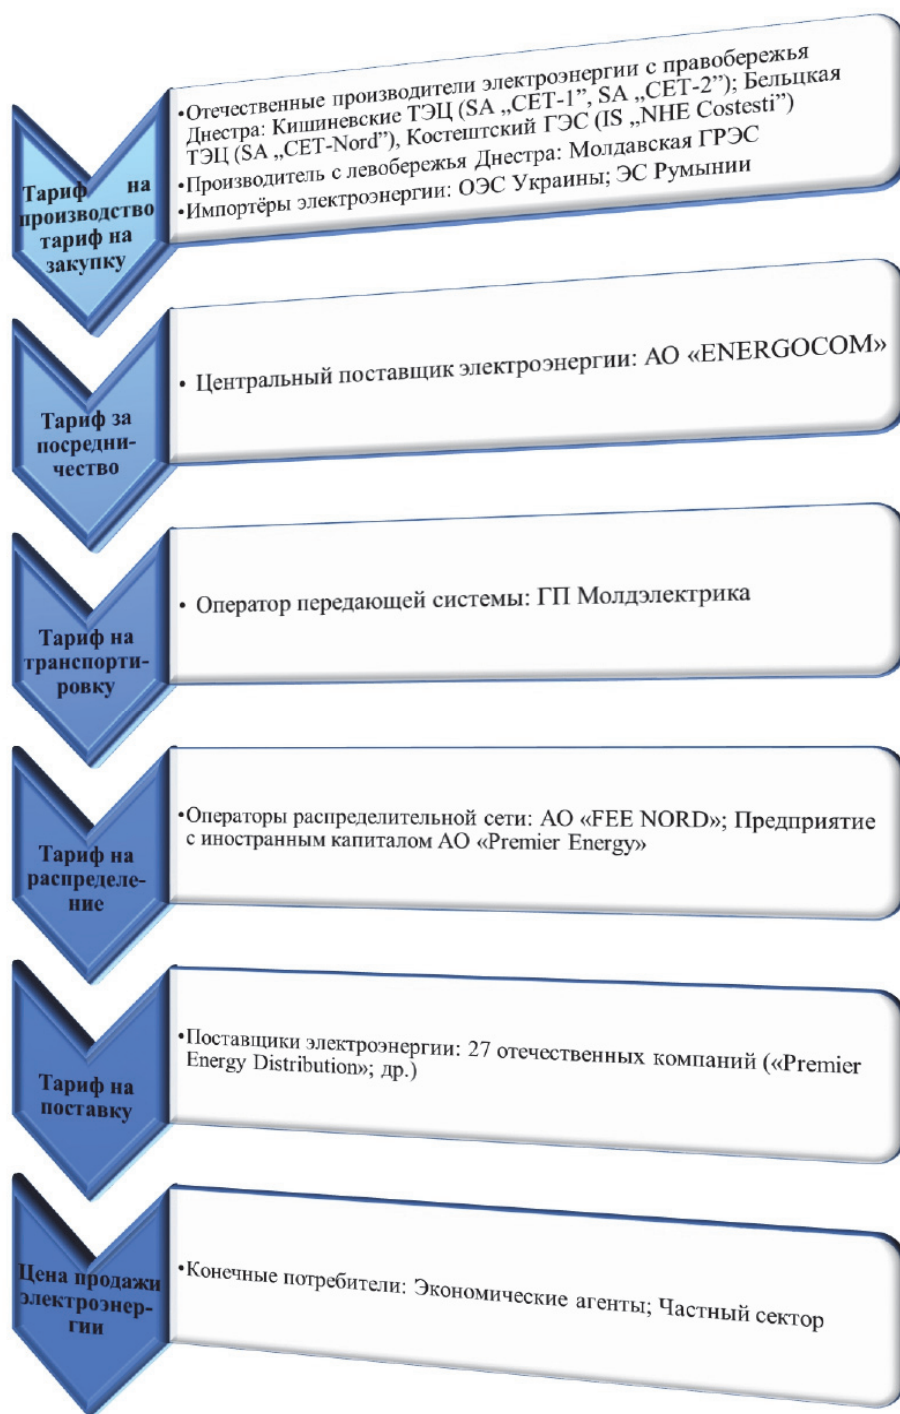 Тариф на
производство
тариф на
закупку
•Отечественные производители электроэнергии с правобережья
Днестра: Кишиневские ТЭЦ (SA „CET-1”, SA „CET-2”); Бельцкая
ТЭЦ (SA „CET-Nord”), Костештский ГЭС (IS „NHE Costesti”)
•Производитель с левобережья Днестра: Молдавская ГРЭС
•Импортёры электроэнергии: ОЭС Украины; ЭС Румынии
Тариф за
посредни-
чество
• Центральный поставщик электроэнергии: АО «ENERGOCOM»
Тариф на
транспорти-
ровку
• Оператор передающей системы: ГП Молдэлектрика
Тариф на
распределе-
ние
•Операторы распределительной сети: АО «FEE NORD»; Предприятие
с иностранным капиталом АО «Premier Energy»
Тариф на
поставку
•Поставщики электроэнергии: 27 отечественных компаний («Premier
Energy Distribution»; др.)
Цена продажи
электроэнер-
гии
•Конечные потребители: Экономические агенты; Частный сектор